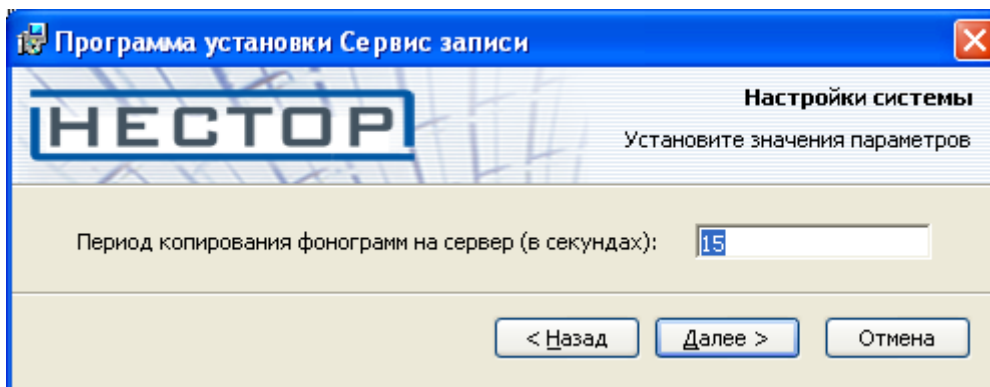 Программа установки Сервис записи
НЕСТОР
Настройки системы
Установите значения параметров
Период копирования фонограмм на сервер (в секундах): 15
< Назад Далее > Отмена